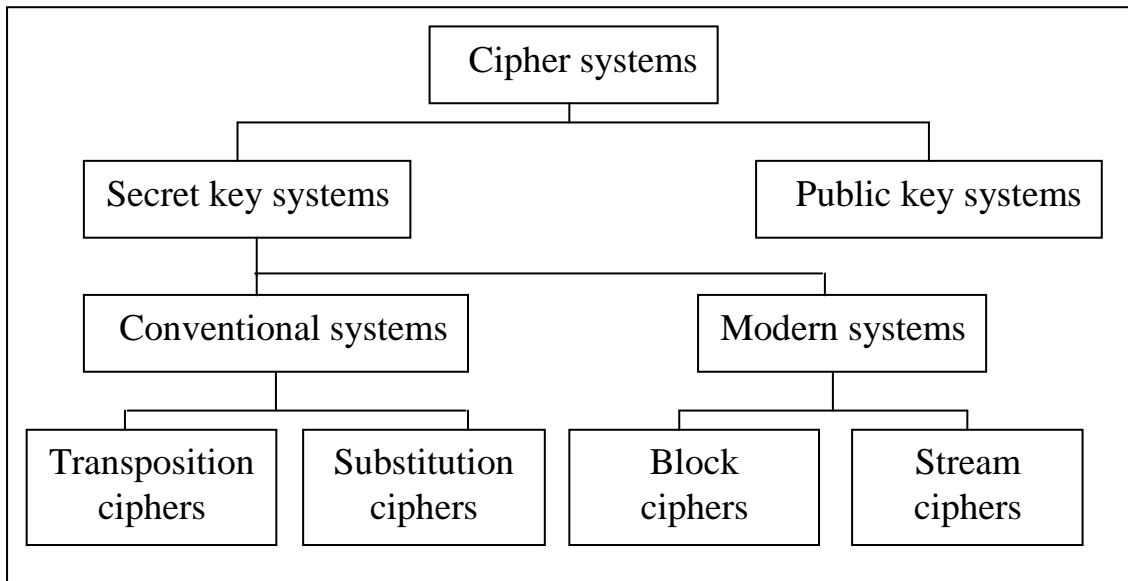 Cipher systems
Secret key systems
Public key systems
Conventional systems
Modern systems
Transposition
ciphers
Substitution
ciphers
Block
ciphers
Stream
ciphers